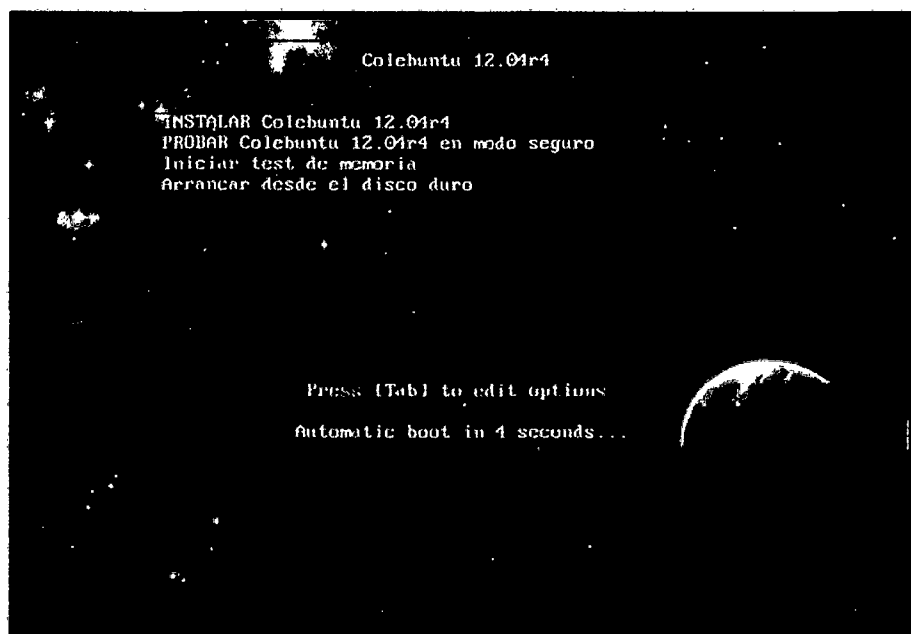 Colebuntu 12.04r4
INSTALAR Colebuntu 12.04r4
PROBAR Colebuntu 12.04r4 en modo seguro
Iniciar test de memoria
Arrancar desde el disco duro
Press [Tab] to edit options
Automatic boot in 4 seconds...